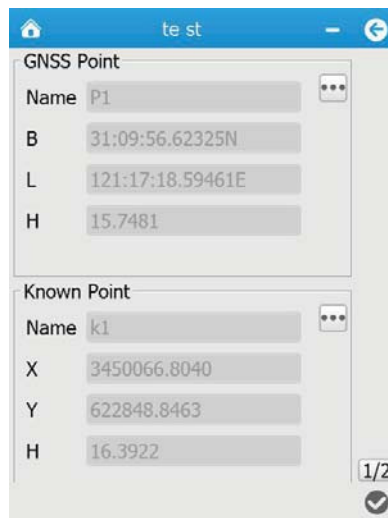 te st
GNSS Point
Name P1
B 31:09:56.62325N
L 121:17:18.59461E
H 15.7481
Known Point
Name k1
X 3450066.8040
Y 622848.8463
H 16.3922
1/2